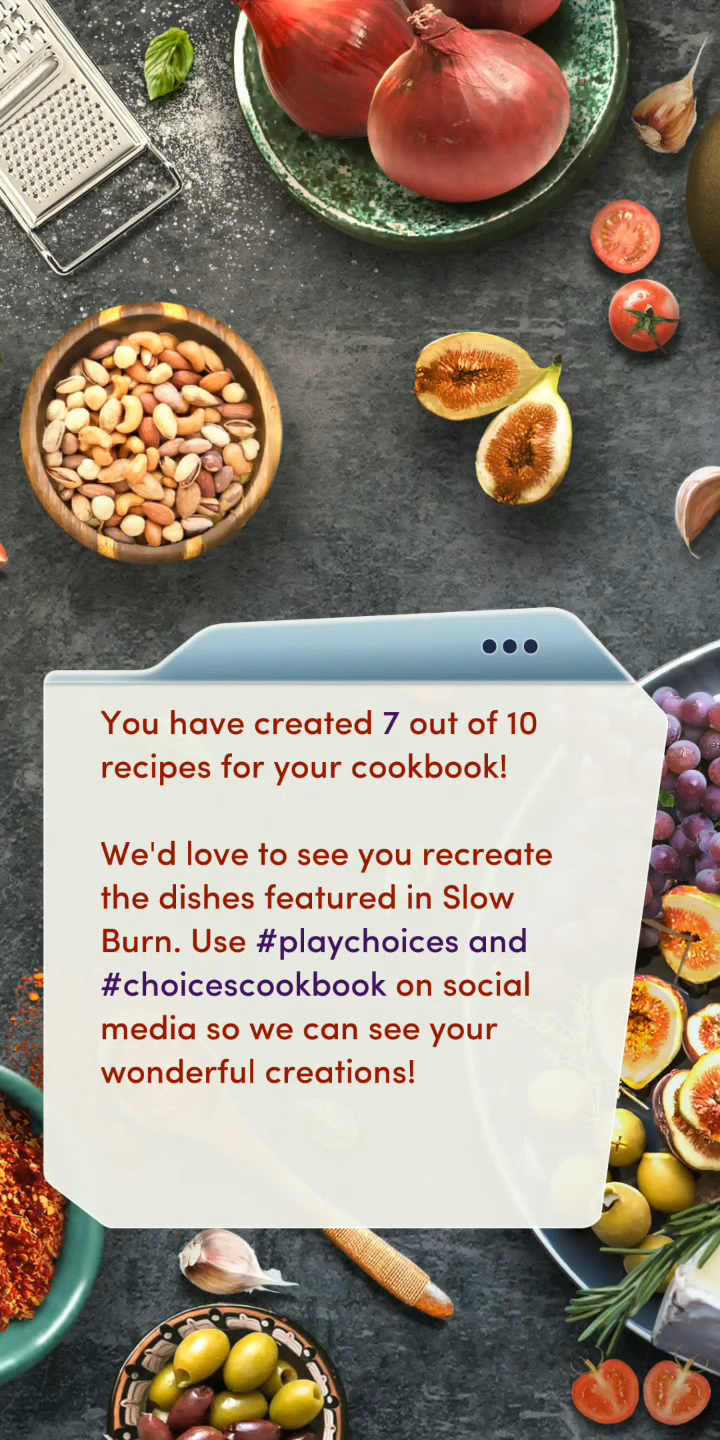 You have created 7 out of 10
recipes for your cookbook!
We'd love to see you recreate
the dishes featured in Slow
Burn. Use #playchoices and
#choicescookbook on social
media so we can see your
wonderful creations!